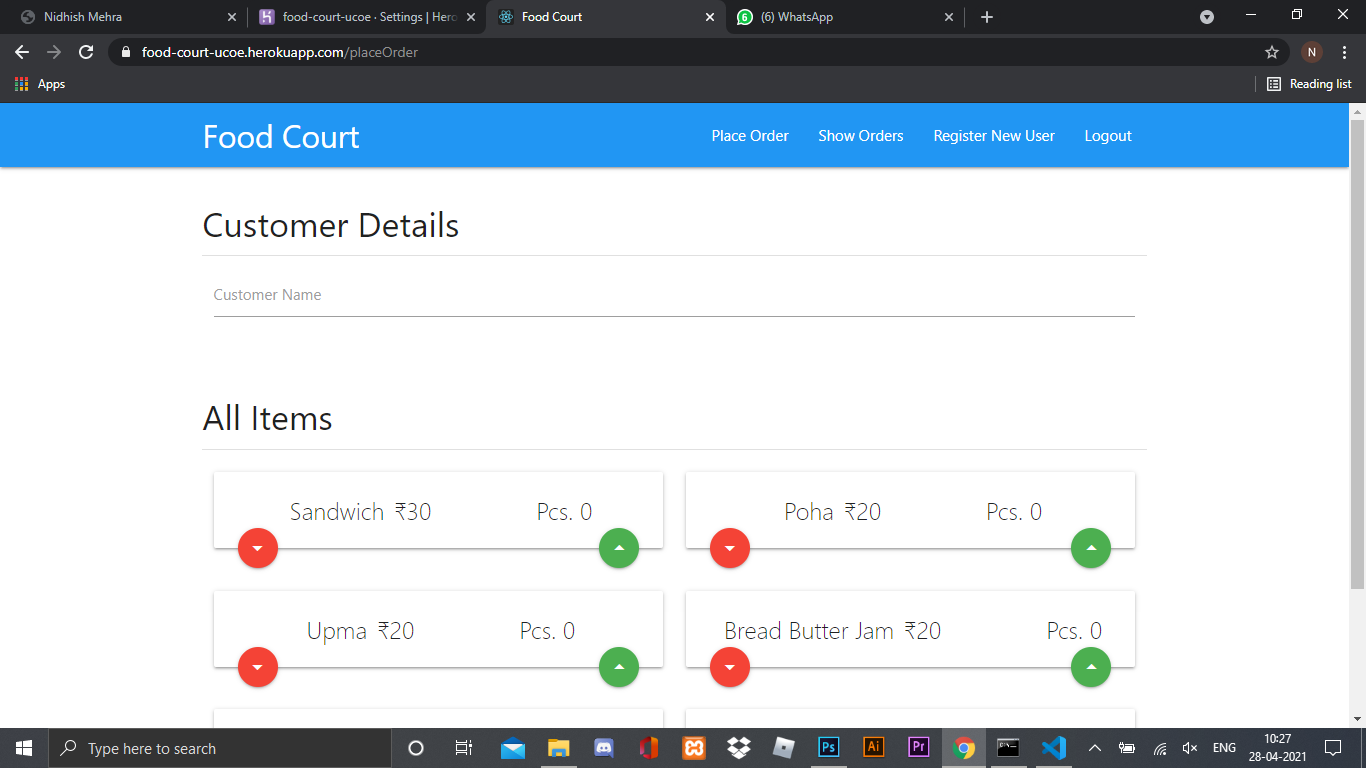 Nidhish Mehra
food-court-ucoe · Settings | Hero
Food Court
6 (6) WhatsApp
food-court-ucoe.herokuapp.com/placeOrder
N
Apps
Reading list
Food Court
Place Order Show Orders Register New User Logout
Customer Details
Customer Name
All Items
Sandwich ₹30 Pcs. 0
Poha ₹20 Pcs. 0
Upma ₹20 Pcs. 0
Bread Butter Jam ₹20 Pcs. 0
Type here to search
Ps Ai Pr
ENG
10:27
28-04-2021